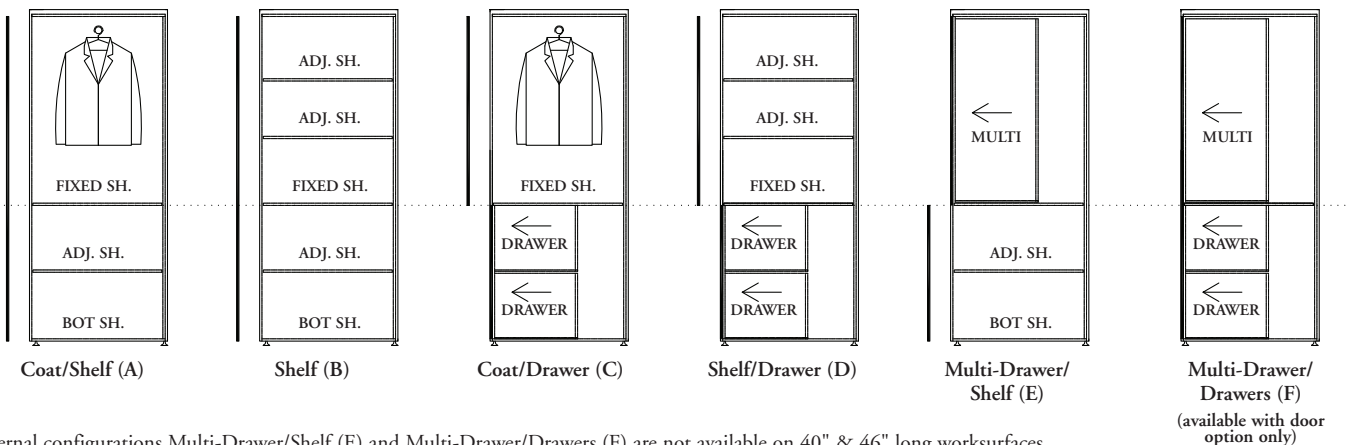 ADJ. SH.
ADJ. SH.
ADJ. SH.
ADJ. SH.
MULTI
MULTI
FIXED SH.
FIXED SH.
FIXED SH.
FIXED SH.
ADJ. SH.
ADJ. SH.
DRAWER
DRAWER
ADJ. SH.
DRAWER
BOT SH.
BOT SH.
DRAWER
DRAWER
BOT SH.
DRAWER
Coat/Shelf (A)
Shelf (B)
Coat/Drawer (C)
Shelf/Drawer (D)
Multi-Drawer/
Shelf (E)
Multi-Drawer/
Drawers (F)
(available with door
option only)
configurations Multi-Drawer/Shelf (E) and Multi-Drawer/Drawers (F) are not available on 40" & 46" long worksurfaces